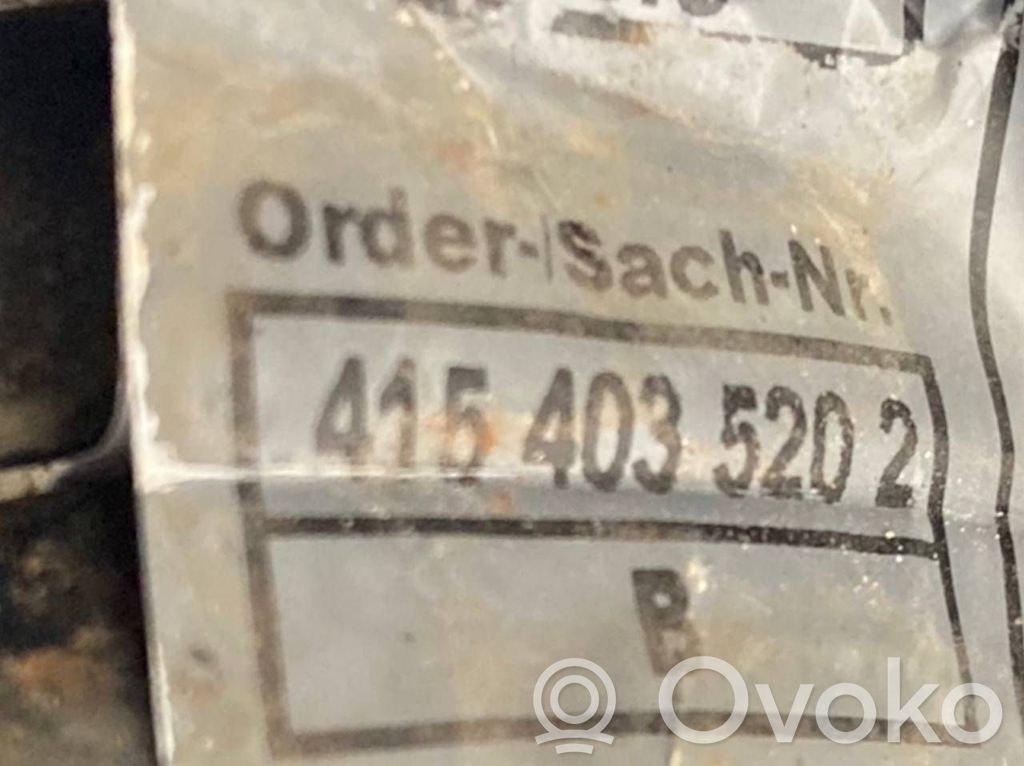 Order-/Sach-Nr.
415 403 520 2
R
Ovoko